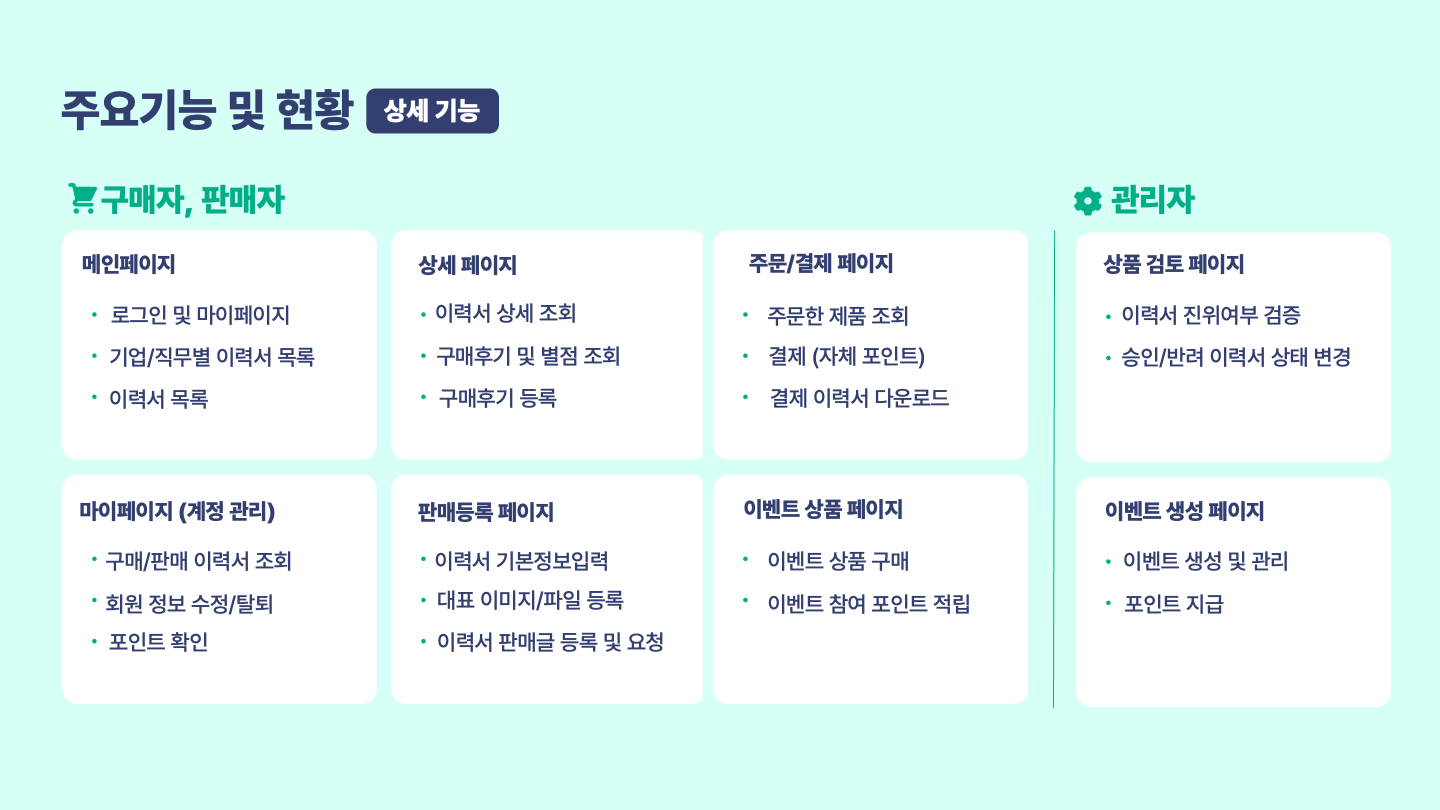 주요기능 및 현황 상세 기능
구매자, 판매자
메인페이지
• 로그인 및 마이페이지
• 기업/직무별 이력서 목록
• 이력서 목록
상세 페이지
• 이력서 상세 조회
• 구매후기 및 별점 조회
• 구매후기 등록
주문/결제 페이지
• 주문한 제품 조회
• 결제 (자체 포인트)
• 결제 이력서 다운로드
마이페이지 (계정 관리)
• 구매/판매 이력서 조회
• 회원 정보 수정/탈퇴
• 포인트 확인
판매등록 페이지
• 이력서 기본정보입력
• 대표 이미지/파일 등록
• 이력서 판매글 등록 및 요청
이벤트 상품 페이지
• 이벤트 상품 구매
• 이벤트 참여 포인트 적립
관리자
상품 검토 페이지
• 이력서 진위여부 검증
• 승인/반려 이력서 상태 변경
이벤트 생성 페이지
• 이벤트 생성 및 관리
• 포인트 지급